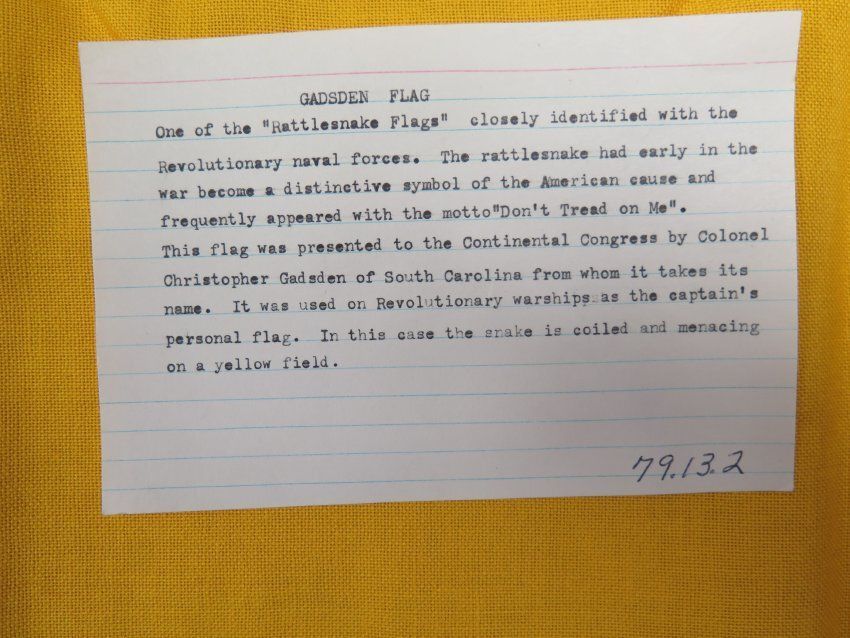 GADSDEN FLAG
One of the "Rattlesnake Flags" closely identified with the
Revolutionary naval forces. The rattlesnake had early in the
war become a distinctive symbol of the American cause and
frequently appeared with the motto"Don't Tread on Me".
This flag was presented to the Continental Congress by Colonel
Christopher Gadsden of South Carolina from whom it takes its
name. It was used on Revolutionary warships as the captain's
personal flag. In this case the snake is coiled and menacing
on a yellow field.
79.13.2